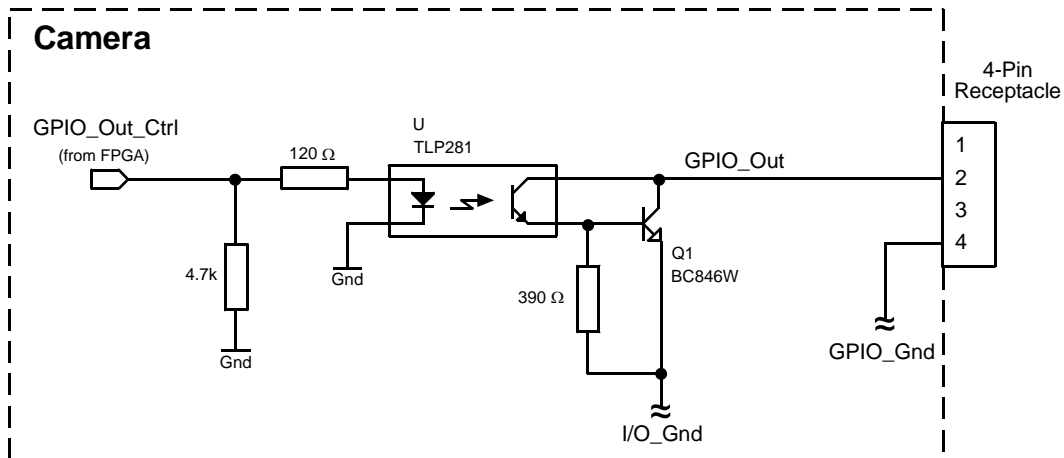 Camera
4-Pin
Receptacle
GPIO_Out_Ctrl
(from FPGA)
120 Ω
U
TLP281
GPIO_Out
1
2
3
4
4.7k
Gnd
Gnd
390 Ω
Q1
BC846W
GPIO_Gnd
I/O_Gnd